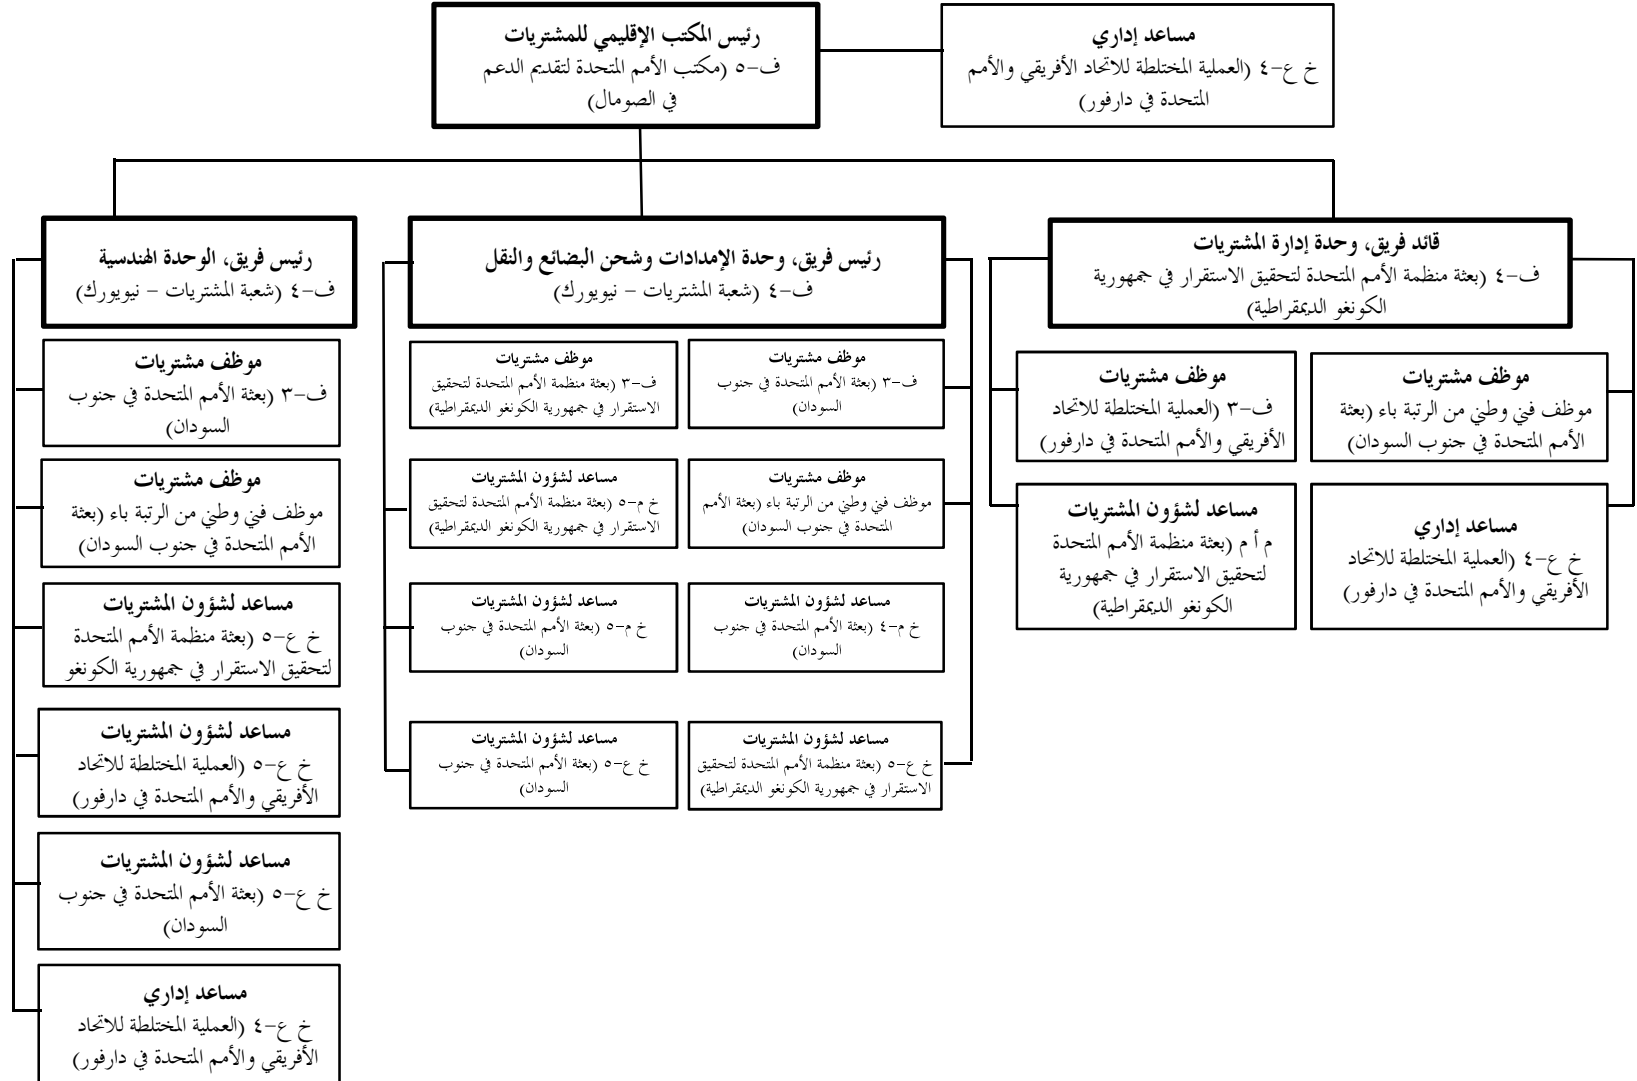 رئيس المكتب الإقليمي للمشتريات
ف-٥ (مكتب الأمم المتحدة لتقديم الدعم
في الصومال)
مساعد إداري
خ ع-٤ (العملية المختلطة للاتحاد الأفريقي والأمم
المتحدة في دارفور)
قائد فريق، وحدة إدارة المشتريات
ف-٤ (بعثة منظمة الأمم المتحدة لتحقيق الاستقرار في جمهورية
الكونغو الديمقراطية)
موظف مشتريات
موظف فني وطني من الرتبة باء (بعثة
الأمم المتحدة في جنوب السودان)
موظف مشتريات
ف-٣ (العملية المختلطة للاتحاد
الأفريقي والأمم المتحدة في دارفور)
مساعد إداري
خ ع-٤ (العملية المختلطة للاتحاد
الأفريقي والأمم المتحدة في دارفور)
مساعد لشؤون المشتريات
م أ م (بعثة منظمة الأمم المتحدة
لتحقيق الاستقرار في جمهورية
الكونغو الديمقراطية)
رئيس فريق، وحدة الإمدادات وشحن البضائع والنقل
ف-٤ (شعبة المشتريات - نيويورك)
موظف مشتريات
ف-٣ (بعثة الأمم المتحدة في جنوب
السودان)
موظف مشتريات
ف-٣ (بعثة منظمة الأمم المتحدة لتحقيق
الاستقرار في جمهورية الكونغو الديمقراطية)
موظف مشتريات
موظف فني وطني من الرتبة باء (بعثة الأمم
المتحدة في جنوب السودان)
مساعد لشؤون المشتريات
خ م-٥ (بعثة منظمة الأمم المتحدة لتحقيق
الاستقرار في جمهورية الكونغو الديمقراطية)
مساعد لشؤون المشتريات
خ م-٤ (بعثة الأمم المتحدة في جنوب
السودان)
مساعد لشؤون المشتريات
خ م-٥ (بعثة الأمم المتحدة في جنوب
السودان)
مساعد لشؤون المشتريات
خ ع-٥ (بعثة منظمة الأمم المتحدة لتحقيق
الاستقرار في جمهورية الكونغو الديمقراطية)
مساعد لشؤون المشتريات
خ ع-٥ (بعثة الأمم المتحدة في جنوب
السودان)
رئيس فريق، الوحدة الهندسية
ف-٤ (شعبة المشتريات - نيويورك)
موظف مشتريات
ف-٣ (بعثة الأمم المتحدة في جنوب
السودان)
موظف مشتريات
موظف فني وطني من الرتبة باء (بعثة
الأمم المتحدة في جنوب السودان)
مساعد لشؤون المشتريات
خ ع-٥ (بعثة منظمة الأمم المتحدة
لتحقيق الاستقرار في جمهورية الكونغو
مساعد لشؤون المشتريات
خ ع-٥ (العملية المختلطة للاتحاد
الأفريقي والأمم المتحدة في دارفور)
مساعد لشؤون المشتريات
خ ع-٥ (بعثة الأمم المتحدة في جنوب
السودان)
مساعد إداري
خ ع-٤ (العملية المختلطة للاتحاد
الأفريقي والأمم المتحدة في دارفور)